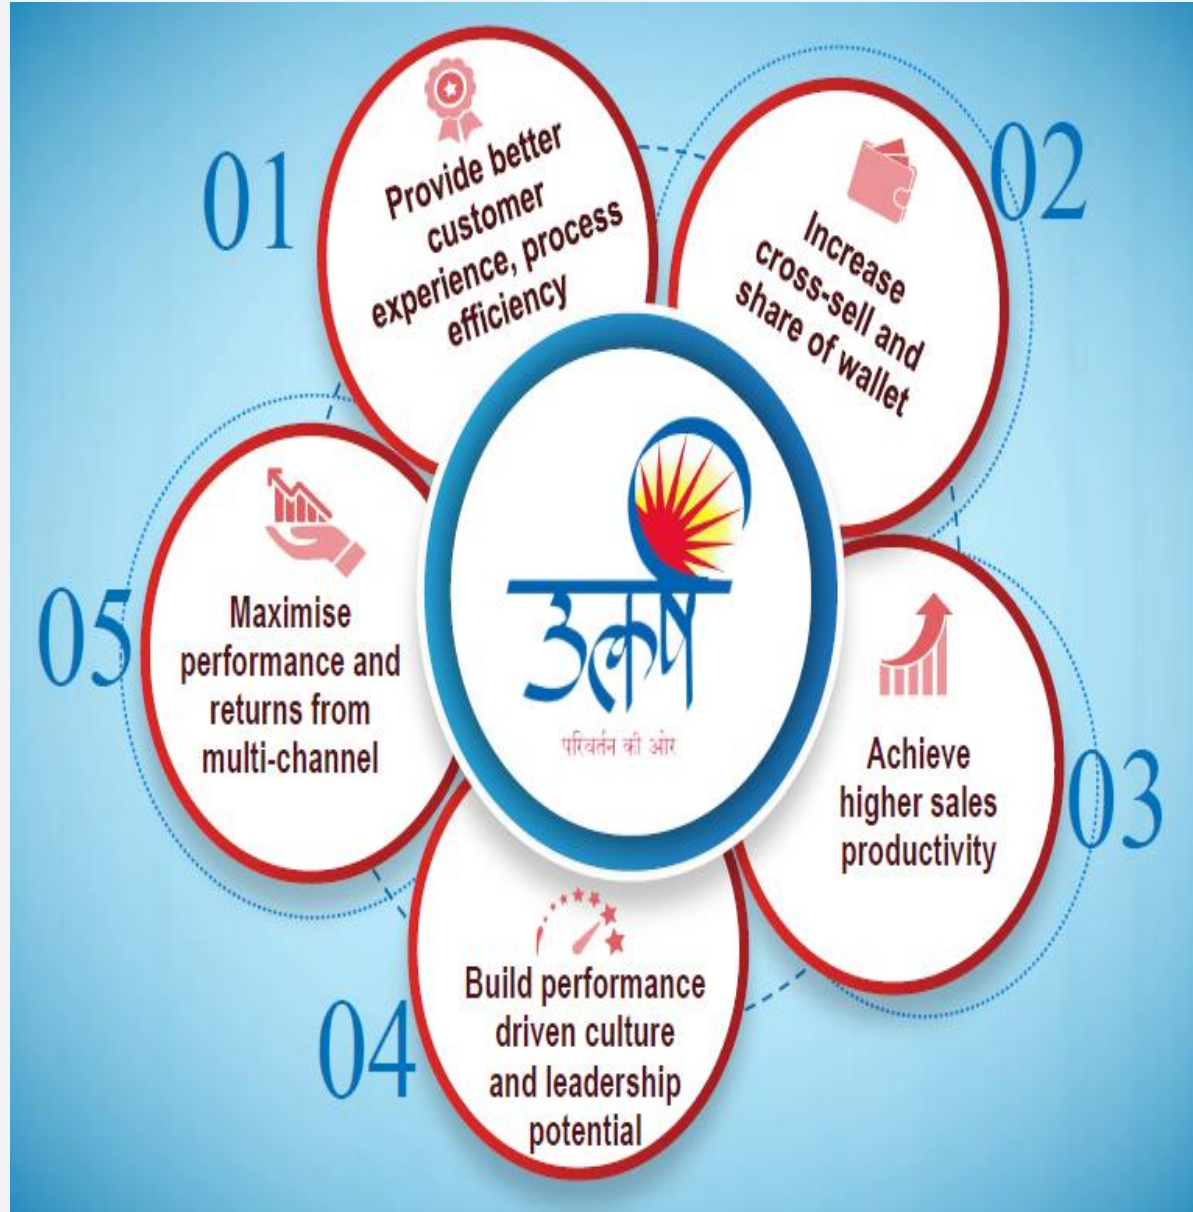 01
Provide better
customer
experience, process
efficiency
02
Increase
cross-sell and
share of wallet
उत्कर्ष
परिवर्तन की ओर
03
Achieve
higher sales
productivity
04
Build performance
driven culture
and leadership
potential
05
Maximise
performance and
returns from
multi-channel